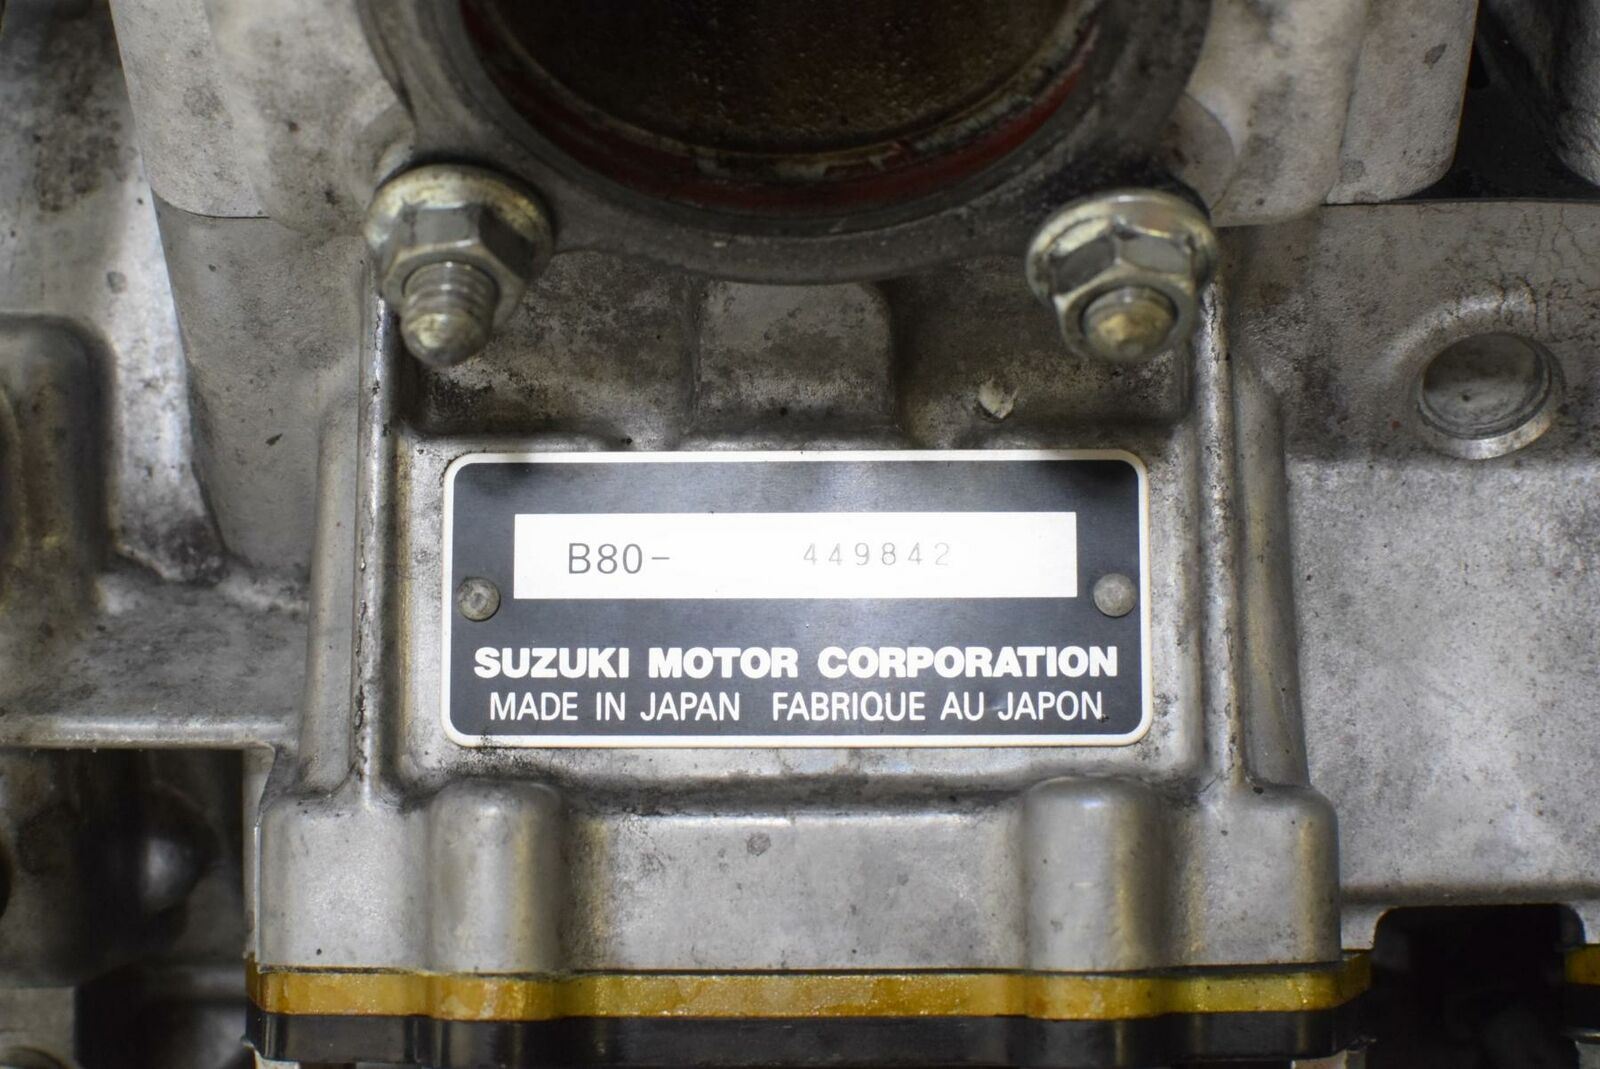 B80- 449842
SUZUKI MOTOR CORPORATION
MADE IN JAPAN FABRIQUE AU JAPON